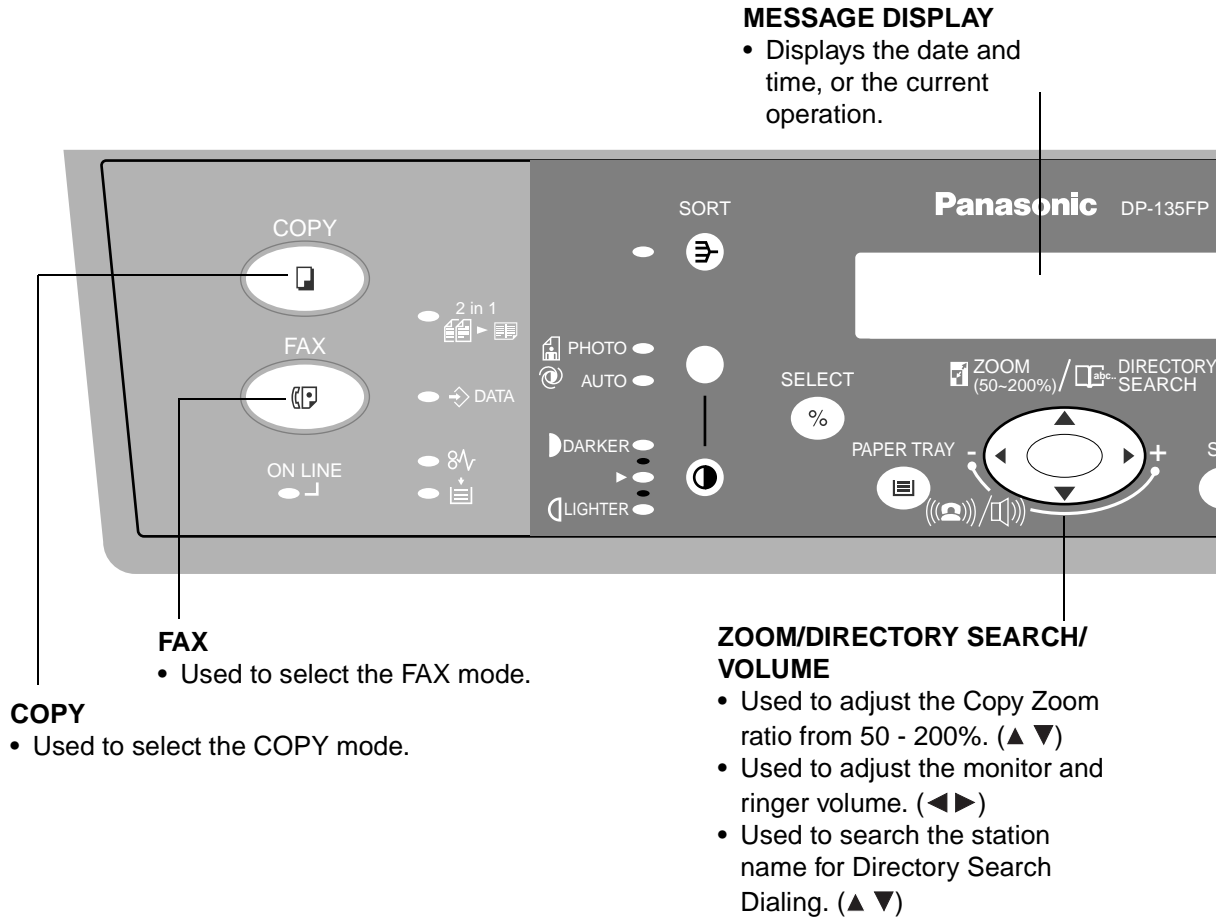 MESSAGE DISPLAY
• Displays the date and
time, or the current
operation.
COPY
SORT
Panasonic DP-135FP
2 in 1
FAX
PHOTO
AUTO
SELECT
%
ZOOM
(50~200%)
/
abc..
DIRECTORY
SEARCH
DATA
DARKER
PAPER TRAY
- +
S
ON LINE
LIGHTER
/
FAX
• Used to select the FAX mode.
COPY
• Used to select the COPY mode.
ZOOM/DIRECTORY SEARCH/
VOLUME
• Used to adjust the Copy Zoom
ratio from 50 - 200%. (▲ ▼)
• Used to adjust the monitor and
ringer volume. (◀ ▶)
• Used to search the station
name for Directory Search
Dialing. (▲ ▼)